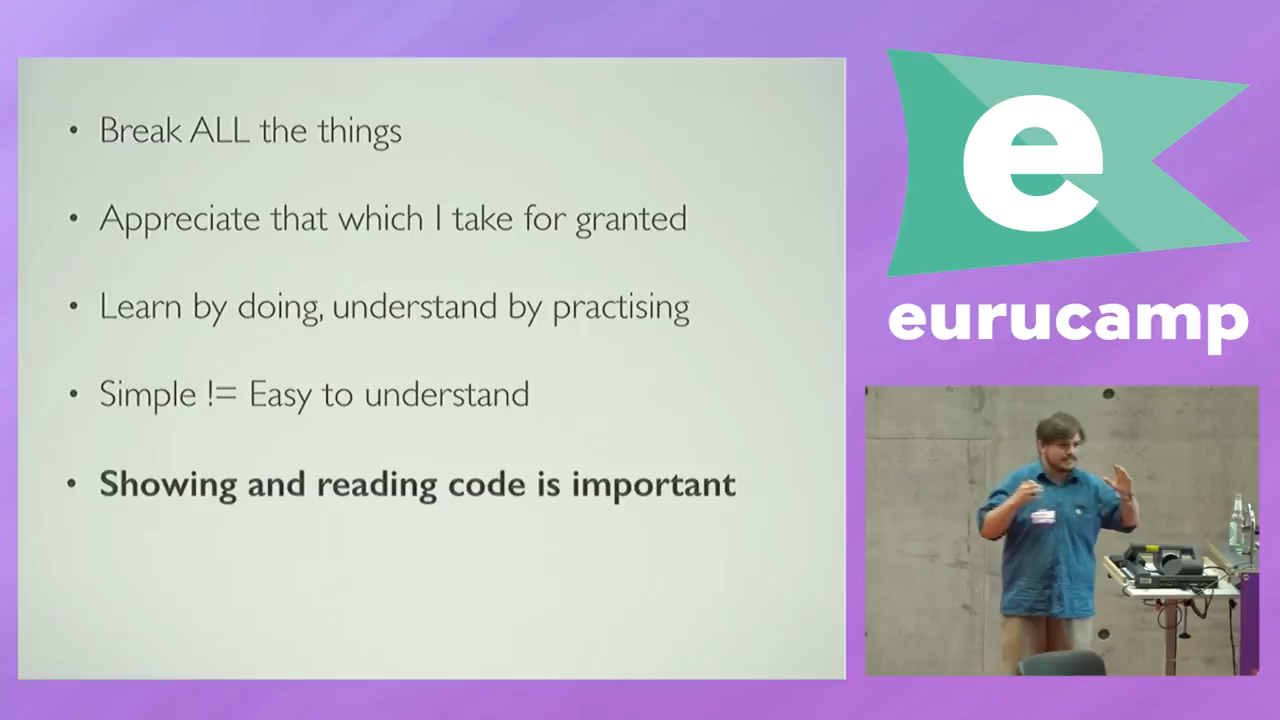 • Break ALL the things
• Appreciate that which I take for granted
• Learn by doing, understand by practising
• Simple != Easy to understand
• Showing and reading code is important
e
eurucamp